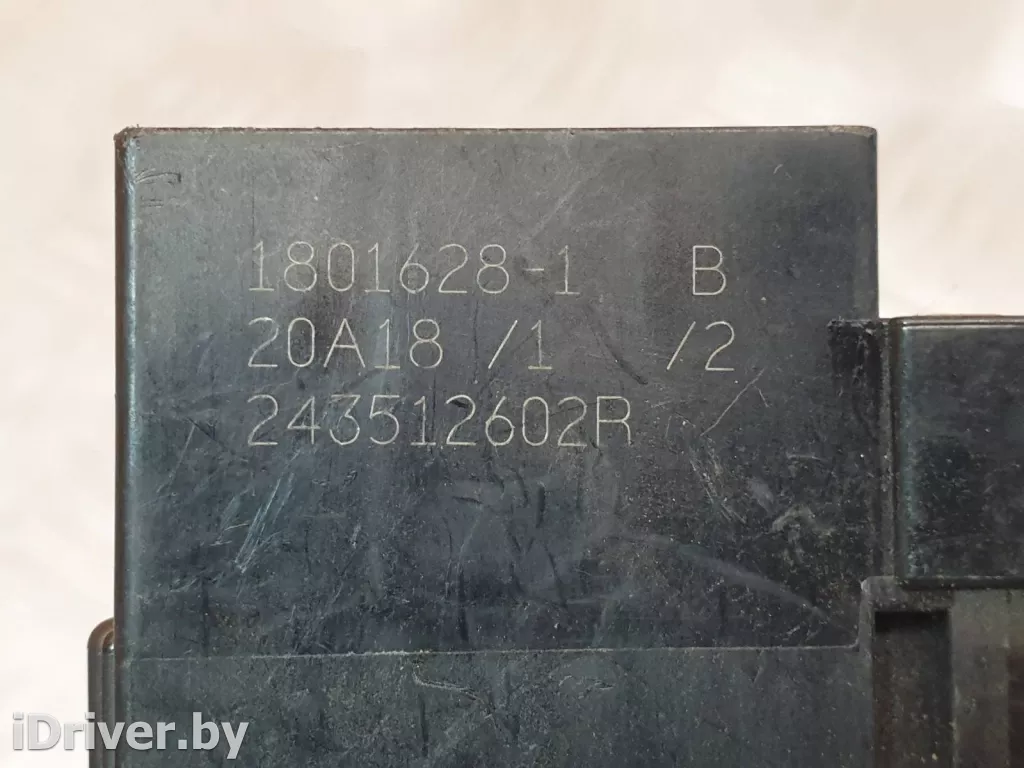 1801628-1 B
20A18 /1 /2
243512602R
iDriver.by